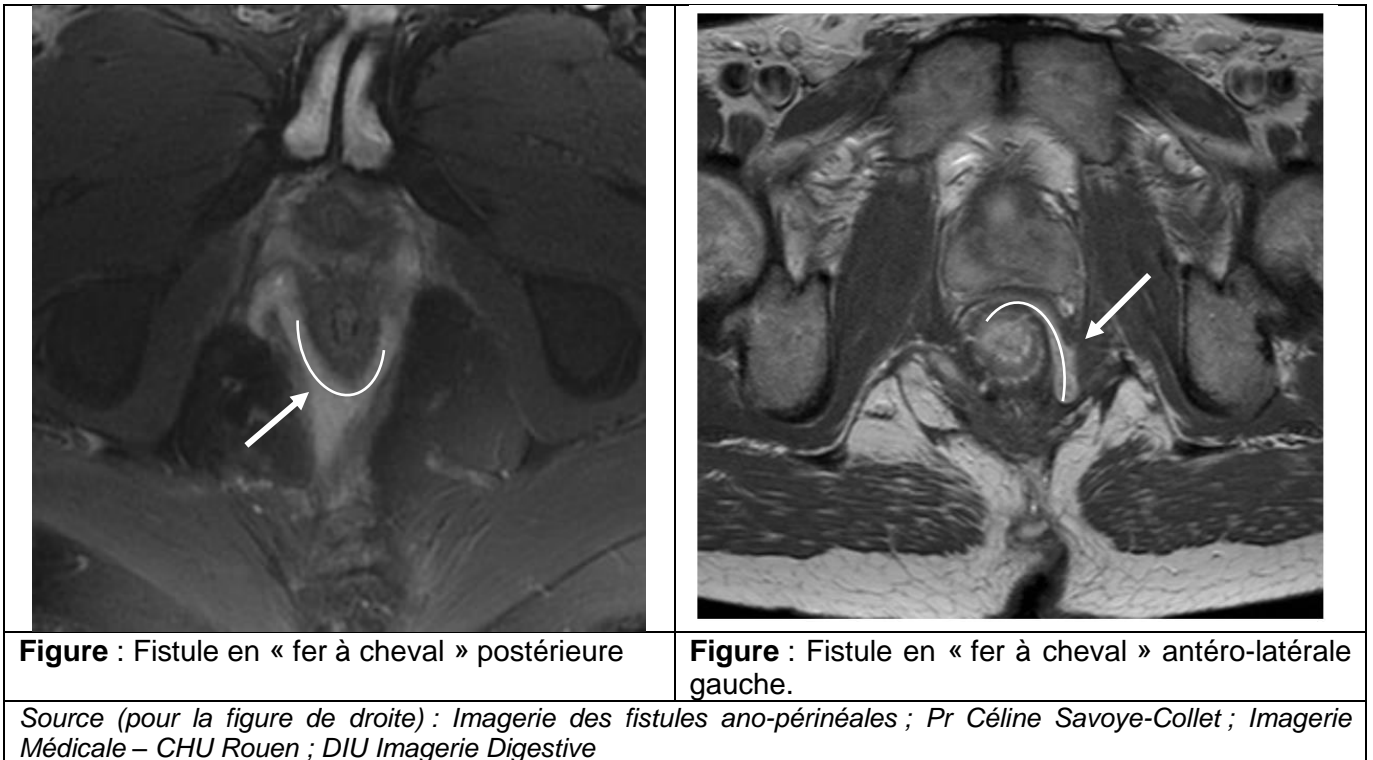 Figure : Fistule en « fer à cheval » postérieure
Figure : Fistule en « fer à cheval » antéro-latérale
gauche.
Source (pour la figure de droite) : Imagerie des fistules ano-périnéales ; Pr Céline Savoye-Collet ; Imagerie
Médicale – CHU Rouen ; DIU Imagerie Digestive